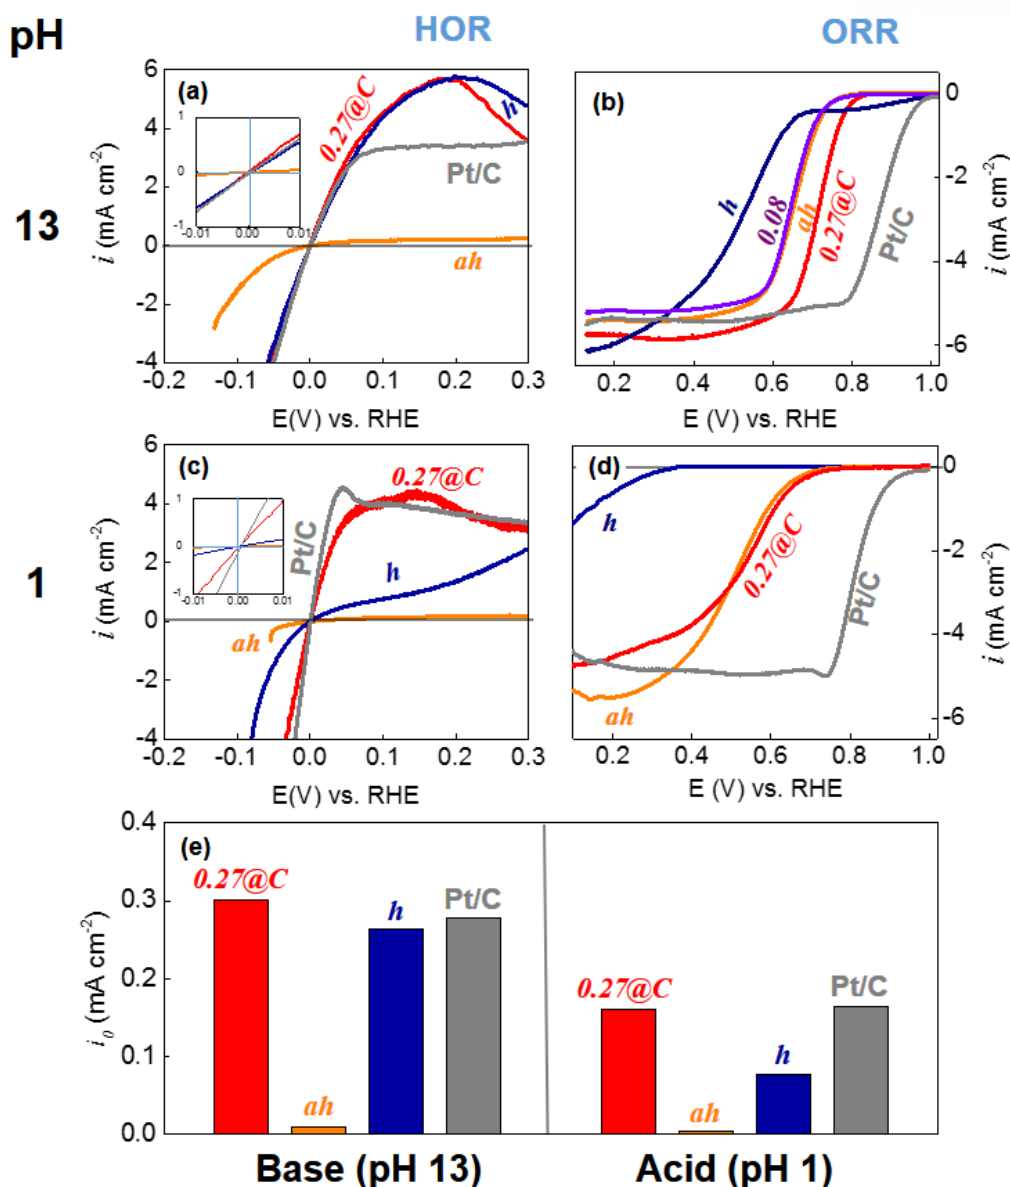 pH
HOR
ORR
13
(a)
6
4
2
0
-2
-4
-0.2 -0.1 0.0 0.1 0.2 0.3
E(V) vs. RHE
i (mA cm-2)
0.27@C
h
Pt/C
ah
1
0
-1
-0.01 0.00 0.01
(b)
0
-2
-4
-6
0.2 0.4 0.6 0.8 1.0
E (V) vs. RHE
i (mA cm-2)
h
0.08
ah
0.27@C
Pt/C
1
(c)
6
4
2
0
-2
-4
-0.2 -0.1 0.0 0.1 0.2 0.3
E(V) vs. RHE
i (mA cm-2)
0.27@C
Pt/C
h
ah
1
0
-1
-0.01 0.00 0.01
(d)
0
-2
-4
-6
0.2 0.4 0.6 0.8 1.0
E (V) vs. RHE
i (mA cm-2)
h
0.27@C
Pt/C
ah
(e)
0.4
0.3
0.2
0.1
0.0
i0 (mA cm-2)
0.27@C
ah
h
Pt/C
0.27@C
ah
h
Pt/C
Base (pH 13)
Acid (pH 1)